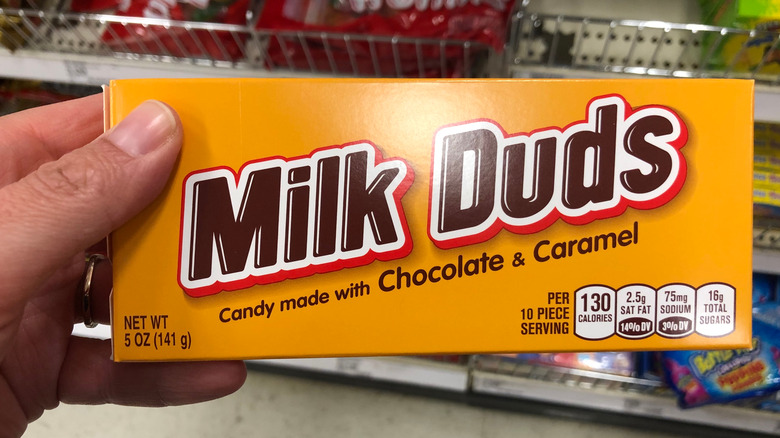 Milk Duds
Candy made with Chocolate & Caramel
NET WT
5 OZ (141 g)
PER
10 PIECE
SERVING
130
CALORIES
2.5g
SAT FAT
14% DV
75mg
SODIUM
3% DV
16g
TOTAL
SUGARS